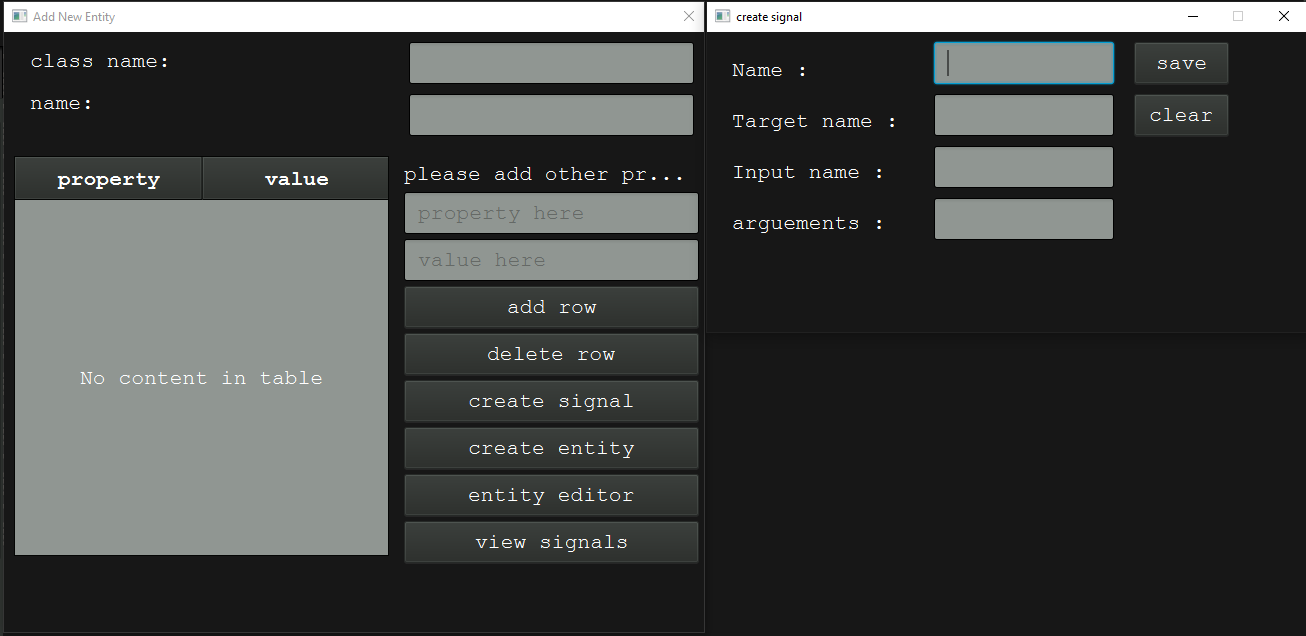 Add New Entity
class name:
name:
property value
No content in table
please add other pr...
property here
value here
add row
delete row
create signal
create entity
entity editor
view signals
create signal
Name :
save
Target name :
clear
Input name :
arguements :